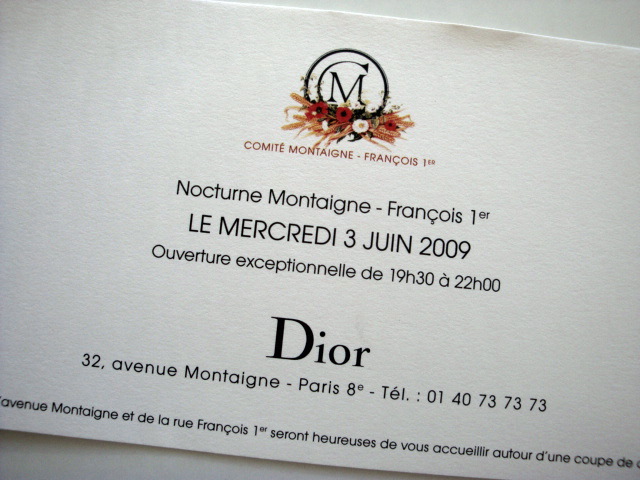 CM
COMITÉ MONTAIGNE - FRANÇOIS 1ER
Nocturne Montaigne - François 1er
LE MERCREDI 3 JUIN 2009
Ouverture exceptionnelle de 19h30 à 22h00
Dior
32, avenue Montaigne - Paris 8e - Tél. : 01 40 73 73 73
l'avenue Montaigne et de la rue François 1er seront heureuses de vous accueillir autour d'une coupe de